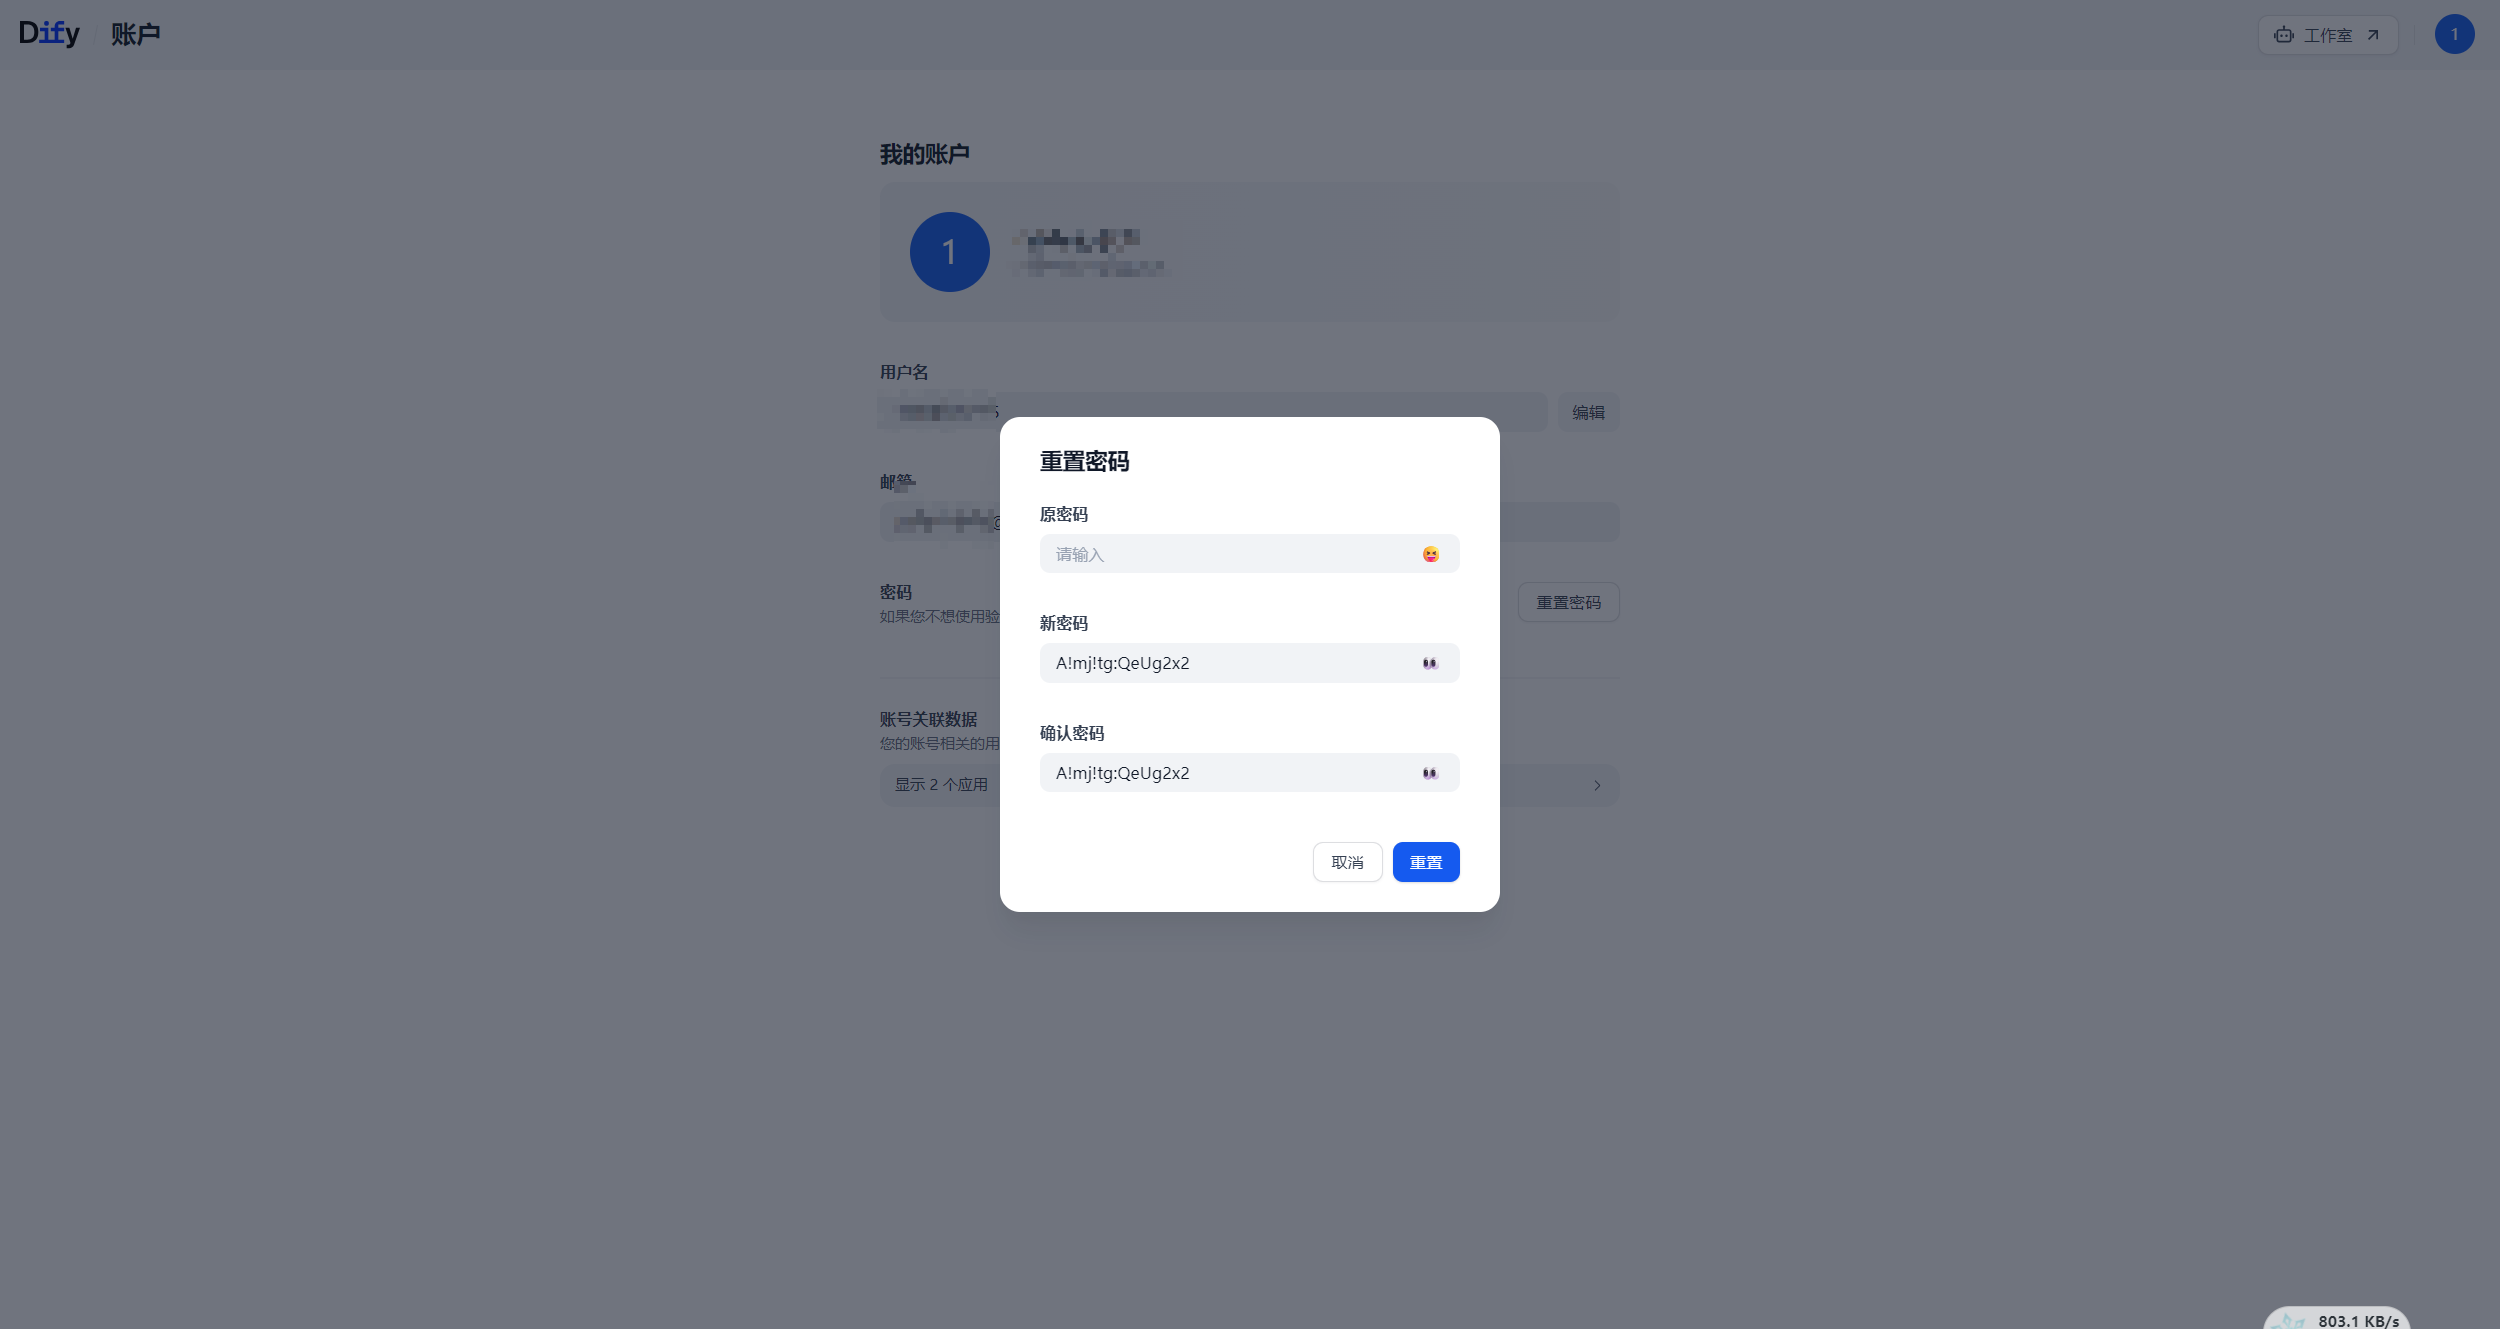 Dify
账户
工作室
1
我的账户
1
用户名
5
编辑
邮箱
@
密码
如果您不想使用验
重置密码
账号关联数据
您的账号相关的用
显示 2 个应用
重置密码
原密码
请输入
新密码
A!mj!tg:QeUg2x2
确认密码
A!mj!tg:QeUg2x2
取消
重置
803.1 KB/s